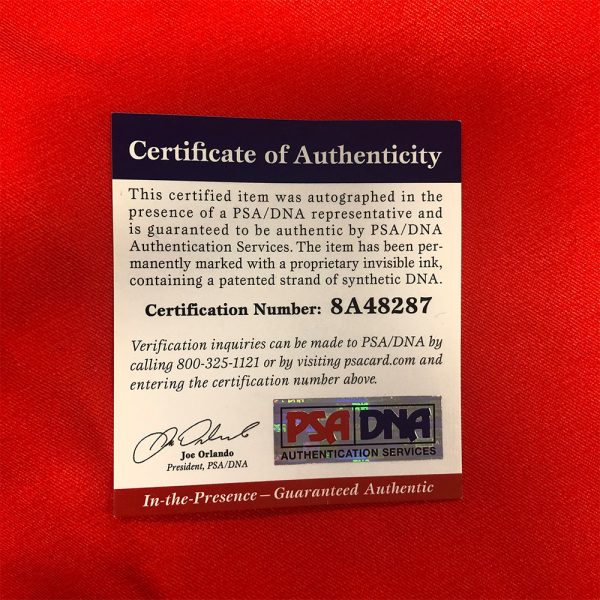 Certificate of Authenticity
This certified item was autographed in the
presence of a PSA/DNA representative and
is guaranteed to be authentic by PSA/DNA
Authentication Services. The item has been per-
manently marked with a proprietary invisible ink,
containing a patented strand of synthetic DNA.
Certification Number: 8A48287
Verification inquiries can be made to PSA/DNA by
calling 800-325-1121 or by visiting psacard.com and
entering the certification number above.
Joe Orlando
Joe Orlando
President, PSA/DNA
PSA DNA
AUTHENTICATION SERVICES
In-the-Presence – Guaranteed Authentic